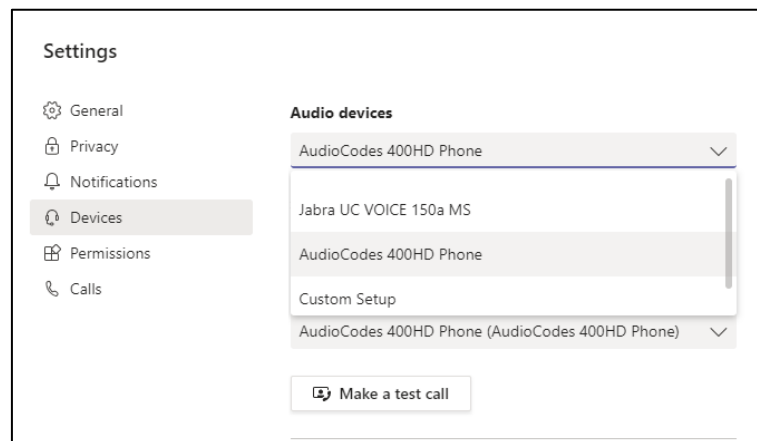 Settings
General
Privacy
Notifications
Devices
Permissions
Calls
Audio devices
AudioCodes 400HD Phone
Jabra UC VOICE 150a MS
AudioCodes 400HD Phone
Custom Setup
AudioCodes 400HD Phone (AudioCodes 400HD Phone)
Make a test call